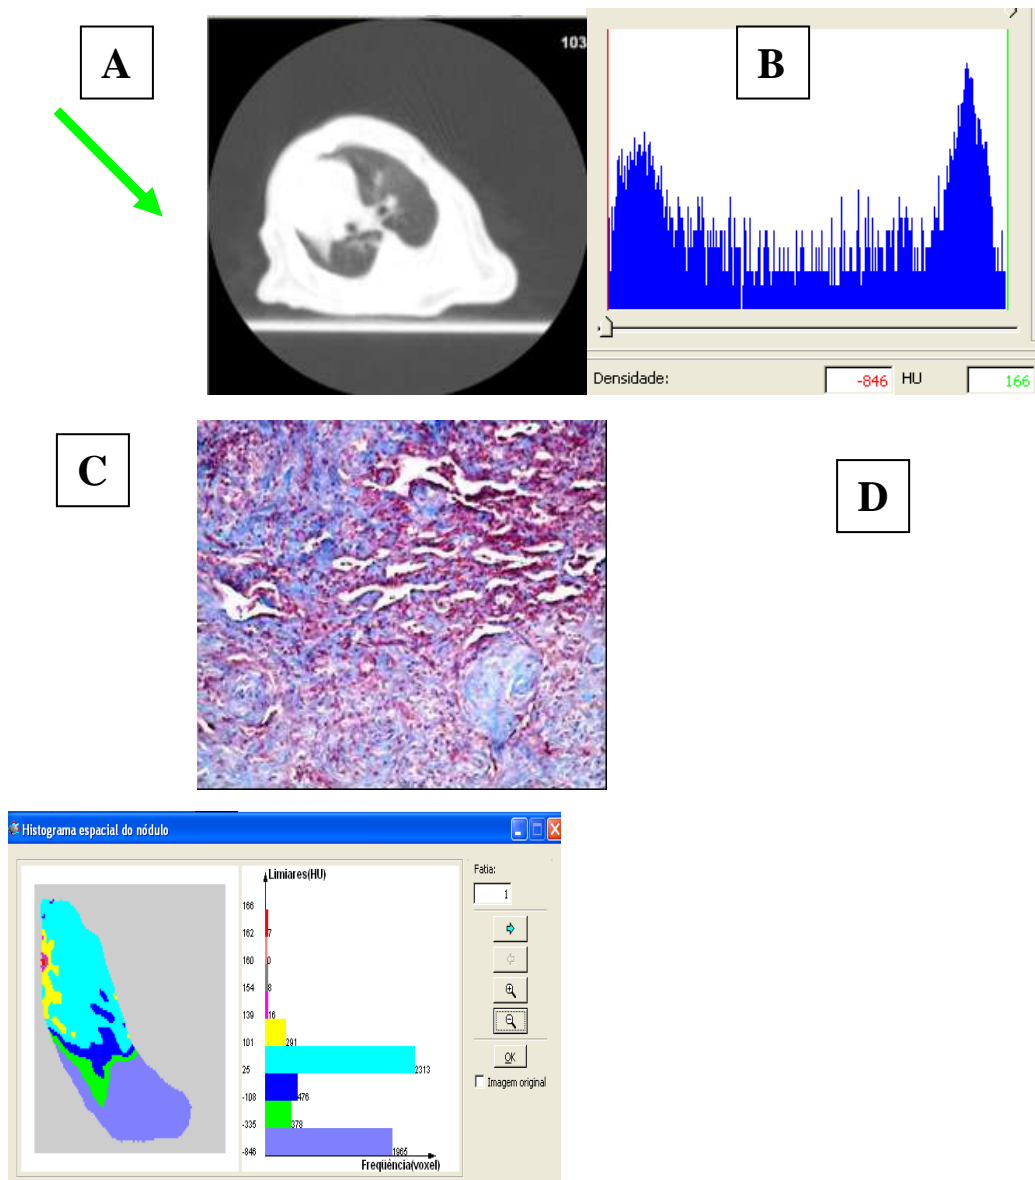 A
103
B
Densidade:
-846
HU
166
C
D
Histograma espacial do nódulo
Limiares(HU)
166
162
7
160
0
154
8
139
16
101
291
25
2313
-108
476
-335
378
-846
1965
Freqüência(voxel)
Fatia:
1
OK
Imagem original